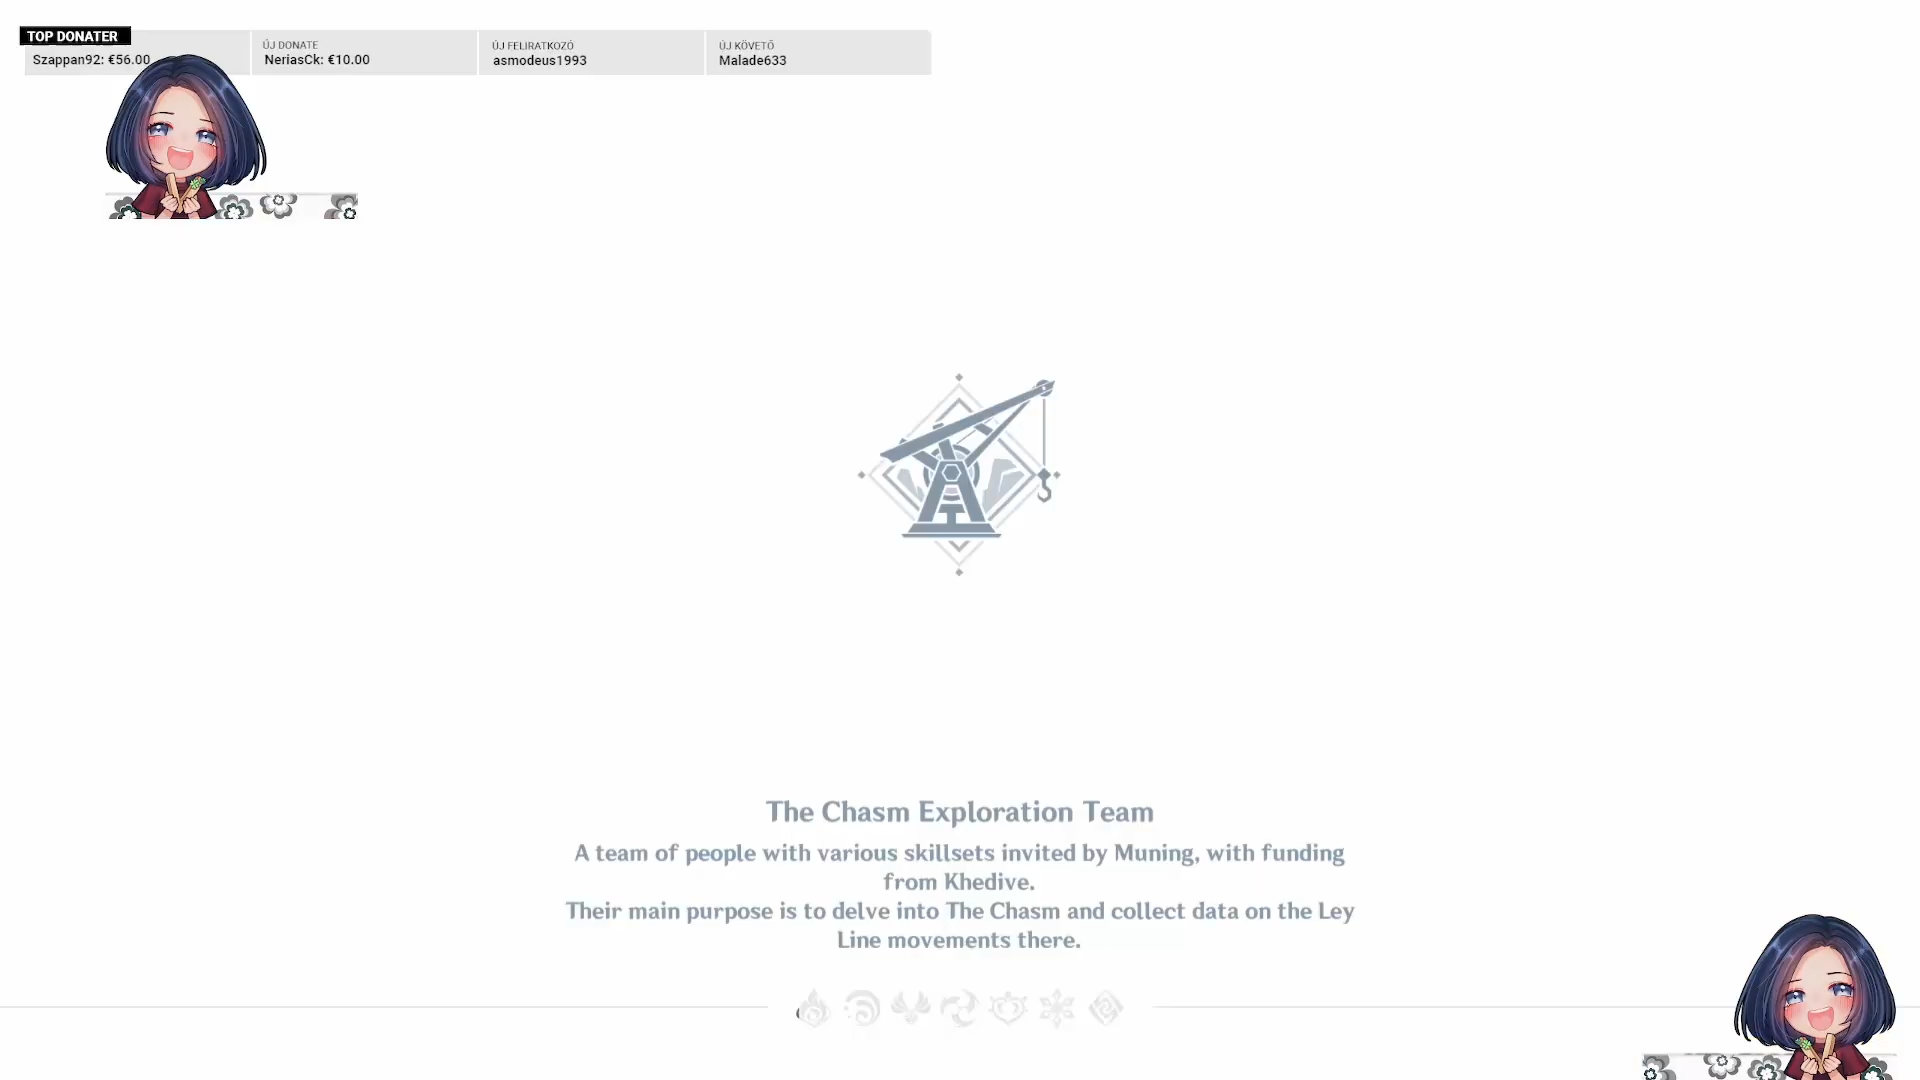 TOP DONATER
Szappan92: €56.00
ÚJ DONATE
NeriasCk: €10.00
ÚJ FELIRATKOZÓ
asmodeus1993
ÚJ KÖVETŐ
Malade633
The Chasm Exploration Team
A team of people with various skillsets invited by Muning, with funding
from Khedive.
Their main purpose is to delve into The Chasm and collect data on the Ley
Line movements there.